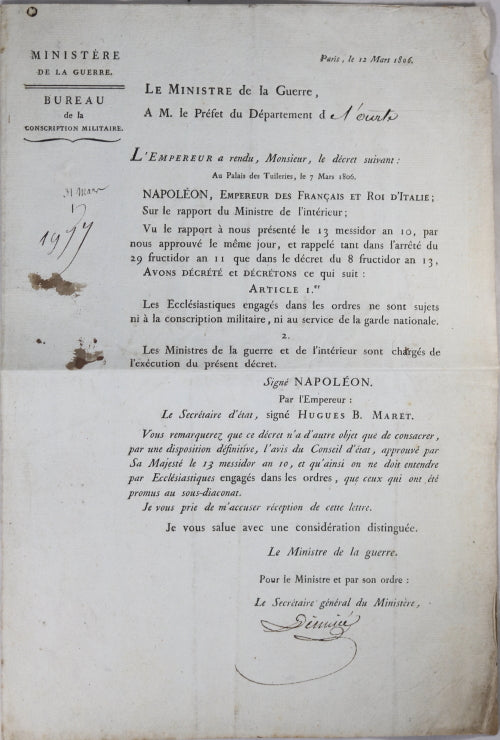 MINISTÈRE
DE LA GUERRE.
BUREAU
de la
CONSCRIPTION MILITAIRE.
Paris, le 12 Mars 1806.
LE MINISTRE de la Guerre,
A M. le Préfet du Département d l'ourte
L'EMPEREUR a rendu, Monsieur, le décret suivant :
Au Palais des Tuileries, le 7 Mars 1806.
31 mars
1977
NAPOLÉON, EMPEREUR DES FRANÇAIS ET ROI D'ITALIE ;
Sur le rapport du Ministre de l'intérieur ;
Vu le rapport à nous présenté le 13 messidor an 10, par
nous approuvé le même jour, et rappelé tant dans l'arrêté du
29 fructidor an 11 que dans le décret du 8 fructidor an 13,
AVONS DÉCRÉTÉ et DÉCRÉTONS ce qui suit :
ARTICLE 1.er
Les Ecclésiastiques engagés dans les ordres ne sont sujets
ni à la conscription militaire, ni au service de la garde nationale.
2.
Les Ministres de la guerre et de l'intérieur sont chargés de
l'exécution du présent décret.
Signé NAPOLÉON.
Par l'Empereur :
Le Secrétaire d'état, signé HUGUES B. MARET.
Vous remarquerez que ce décret n'a d'autre objet que de consacrer,
par une disposition définitive, l'avis du Conseil d'état, approuvé par
Sa Majesté le 13 messidor an 10, et qu'ainsi on ne doit entendre
par Ecclésiastiques engagés dans les ordres, que ceux qui ont été
promus au sous-diaconat.
Je vous prie de m'accuser réception de cette lettre.
Je vous salue avec une considération distinguée.
Le Ministre de la guerre.
Pour le Ministre et par son ordre :
Le Secrétaire général du Ministère,